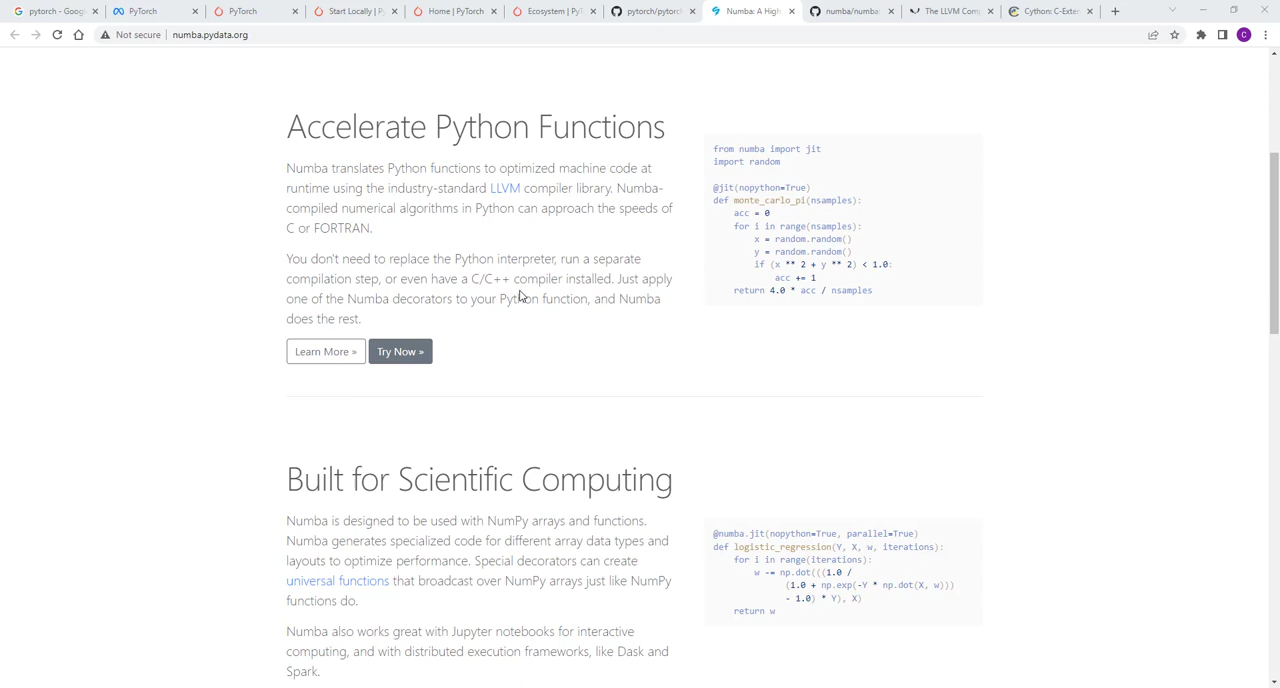 pytorch - Googl
PyTorch
PyTorch
Start Locally | Py
Home | PyTorch
Ecosystem | PyT
pytorch/pytorch
Numba: A High
numba/numba
The LLVM Comp
Cython: C-Exten
Not secure | numba.pydata.org
C
Accelerate Python Functions
Numba translates Python functions to optimized machine code at
runtime using the industry-standard LLVM compiler library. Numba-
compiled numerical algorithms in Python can approach the speeds of
C or FORTRAN.
You don't need to replace the Python interpreter, run a separate
compilation step, or even have a C/C++ compiler installed. Just apply
one of the Numba decorators to your Python function, and Numba
does the rest.
Learn More »
Try Now »
from numba import jit
import random
@jit(nopython=True)
def monte_carlo_pi(nsamples):
acc = 0
for i in range(nsamples):
x = random.random()
y = random.random()
if (x ** 2 + y ** 2) < 1.0:
acc += 1
return 4.0 * acc / nsamples
Built for Scientific Computing
Numba is designed to be used with NumPy arrays and functions.
Numba generates specialized code for different array data types and
layouts to optimize performance. Special decorators can create
universal functions that broadcast over NumPy arrays just like NumPy
functions do.
Numba also works great with Jupyter notebooks for interactive
computing, and with distributed execution frameworks, like Dask and
Spark.
@numba.jit(nopython=True, parallel=True)
def logistic_regression(Y, X, w, iterations):
for i in range(iterations):
w -= np.dot(((1.0 /
(1.0 + np.exp(-Y * np.dot(X, w)))
- 1.0) * Y), X)
return w